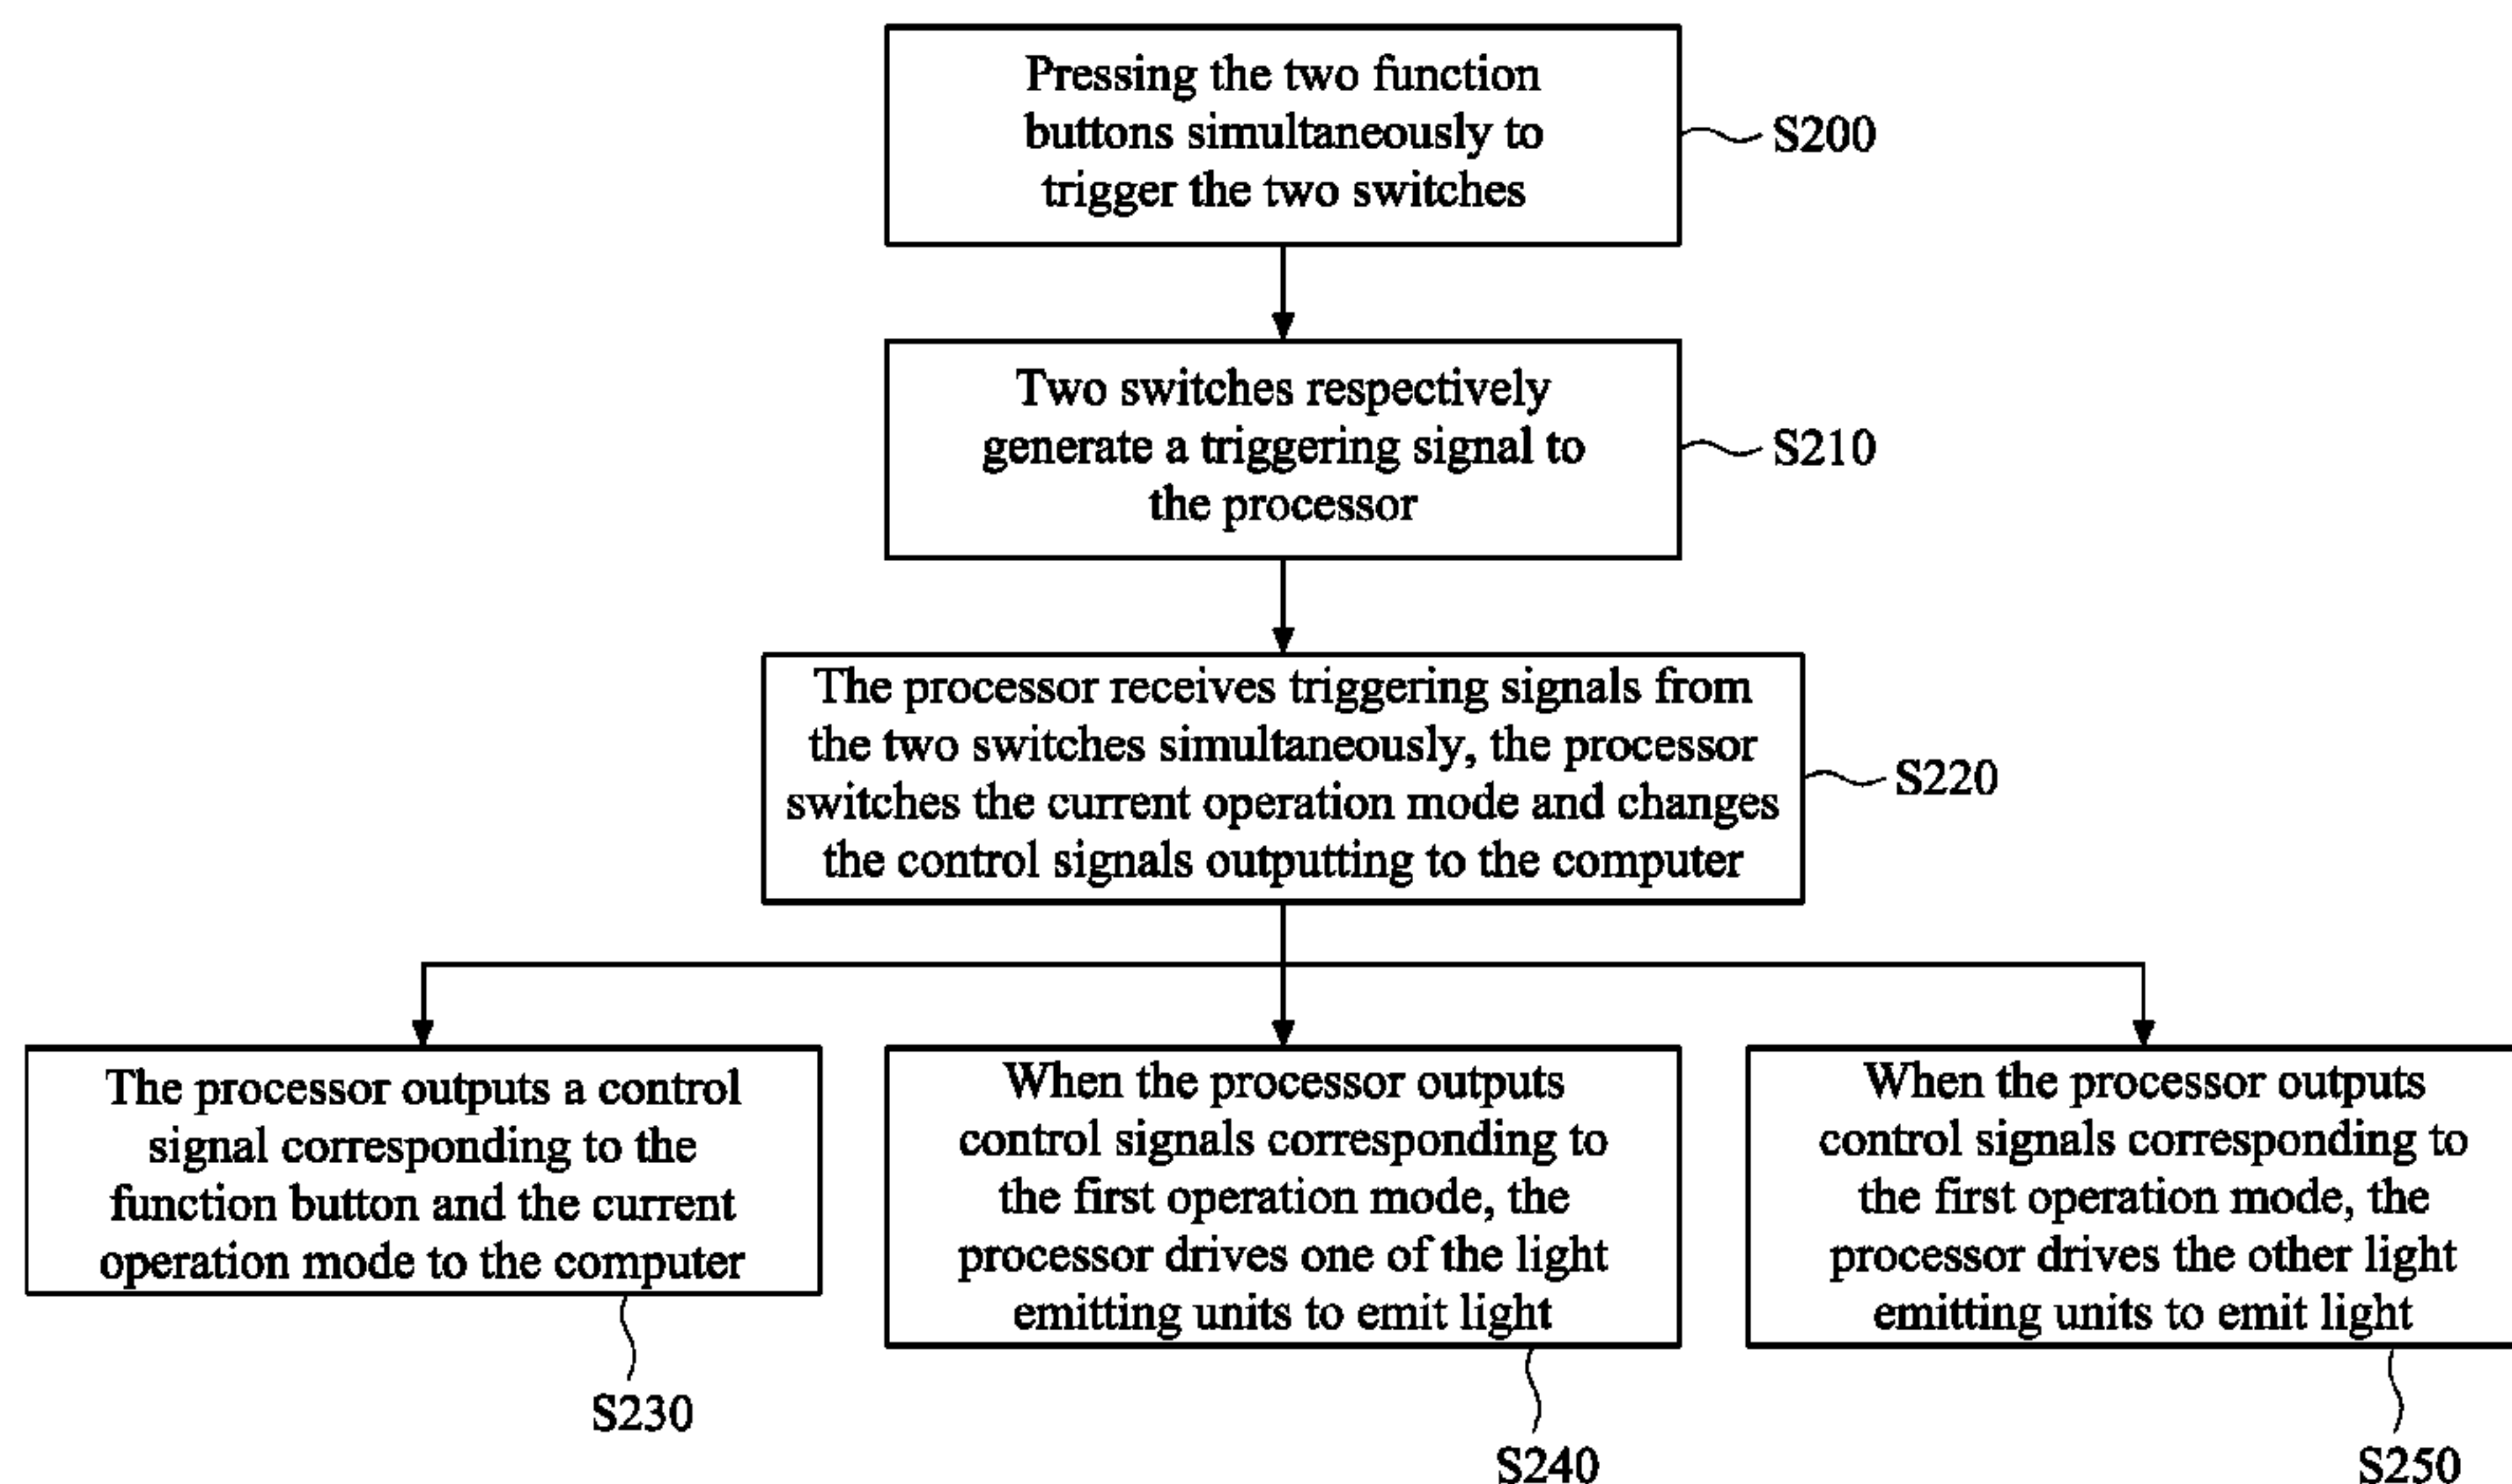 Pressing the two function
buttons simultaneously to
trigger the two switches
S200
Two switches respectively
generate a triggering signal to
the processor
S210
The processor receives triggering signals from
the two switches simultaneously, the processor
switches the current operation mode and changes
the control signals outputting to the computer
S220
The processor outputs a control
signal corresponding to the
function button and the current
operation mode to the computer
S230
When the processor outputs
control signals corresponding to
the first operation mode, the
processor drives one of the light
emitting units to emit light
S240
When the processor outputs
control signals corresponding to
the first operation mode, the
processor drives the other light
emitting units to emit light
S250